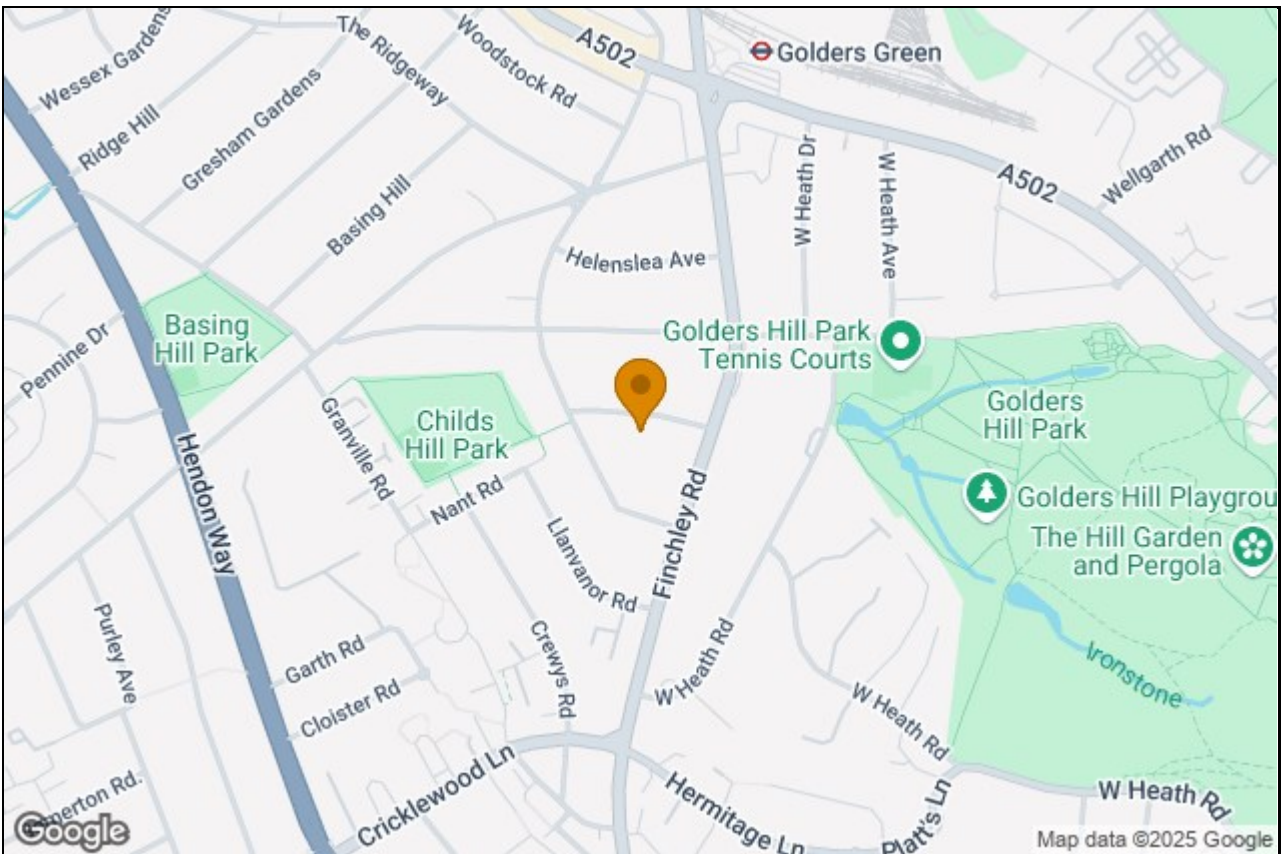 Wessex Gardens
The Ridgeway
Woodstock Rd
A502
Golders Green
Ridge Hill
Gresham Gardens
Basing Hill
W Heath Dr
W Heath Ave
A502
Wellgarth Rd
Helenslea Ave
Pennine Dr
Basing
Hill Park
Golders Hill Park
Tennis Courts
Childs
Hill Park
Golders
Hill Park
Granville Rd
Hendon Way
Nant Rd
Llanvanor Rd
Finchley Rd
Golders Hill Playgrou
The Hill Garden
and Pergola
Purley Ave
Garth Rd
Cloister Rd
Crewys Rd
W Heath Rd
Ironstone
W Heath Rd
Cricklewood Ln
Hermitage Ln
Platt's Ln
W Heath Rd
merton Rd.
Google
Map data ©2025 Google